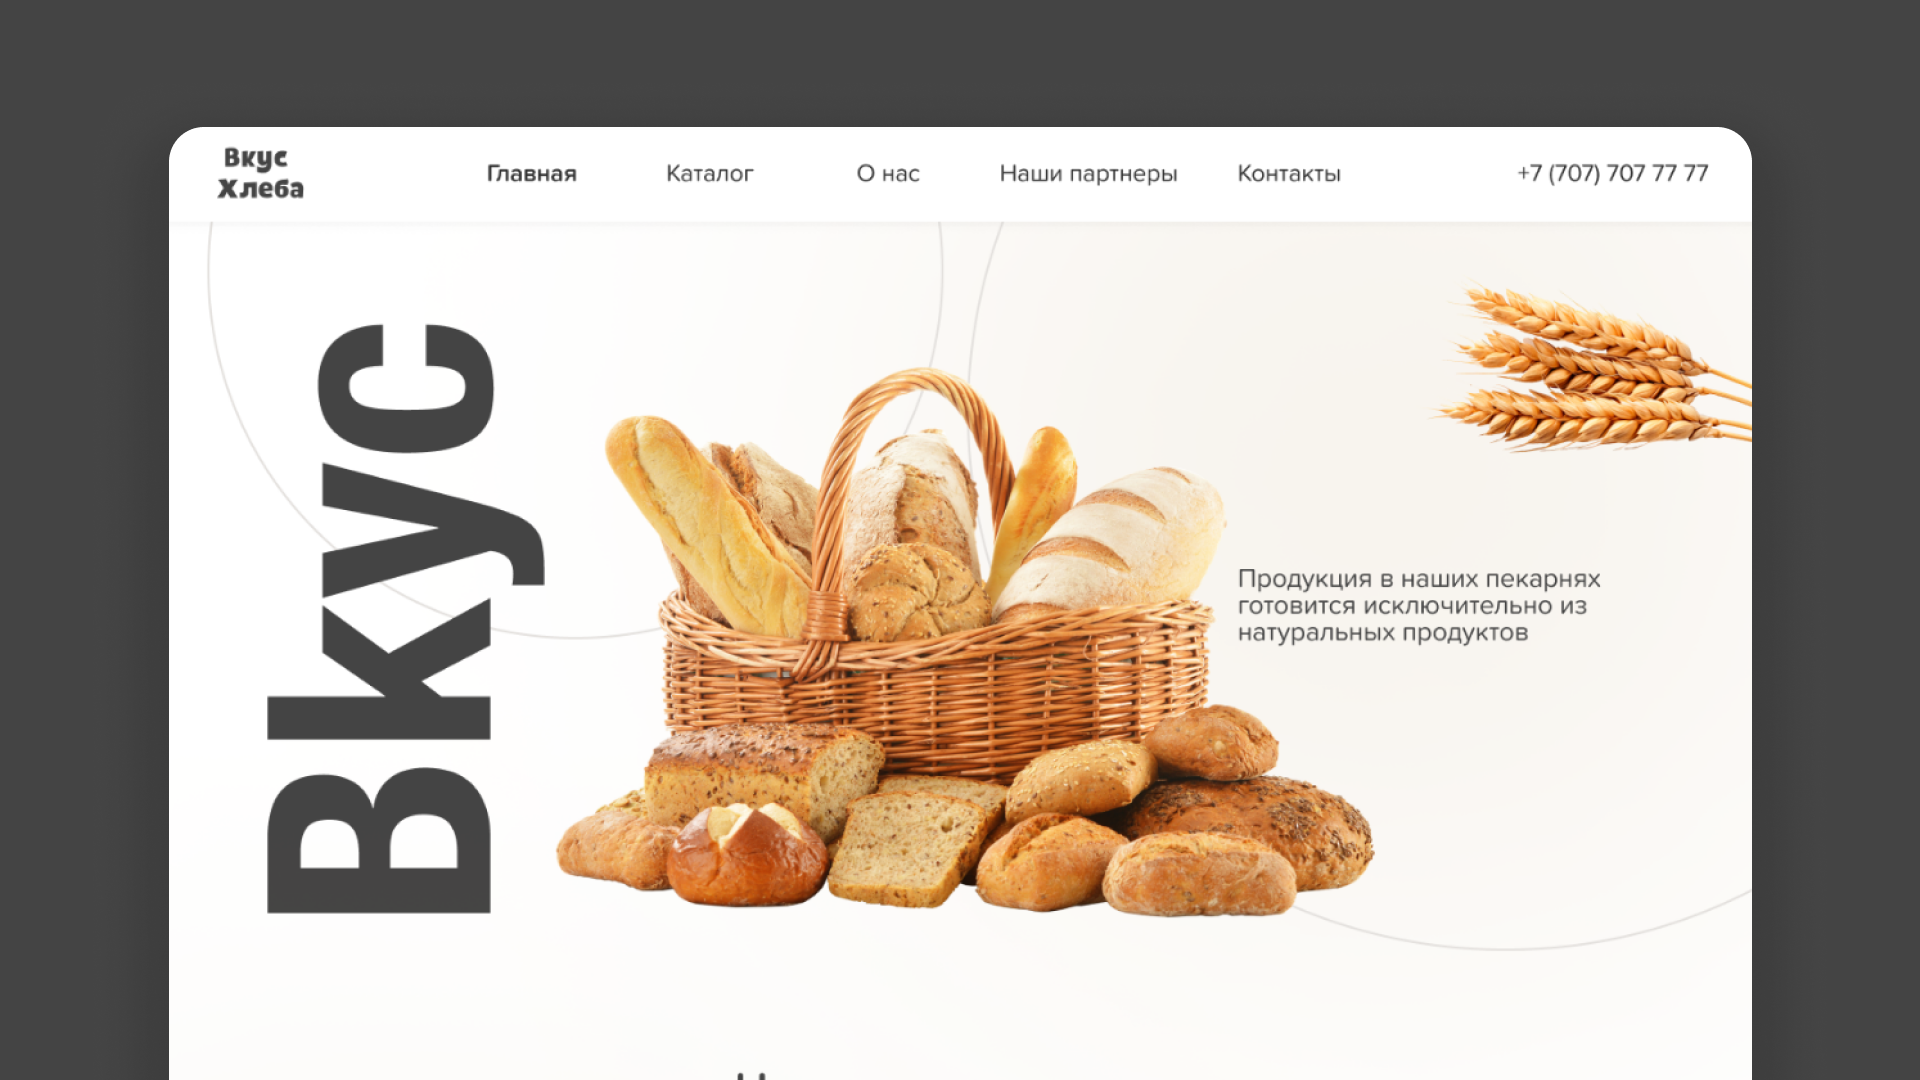 Вкус
Хлеба
Главная
Каталог
О нас
Наши партнеры
Контакты
+7 (707) 707 77 77
Вкус
Продукция в наших пекарнях
готовится исключительно из
натуральных продуктов